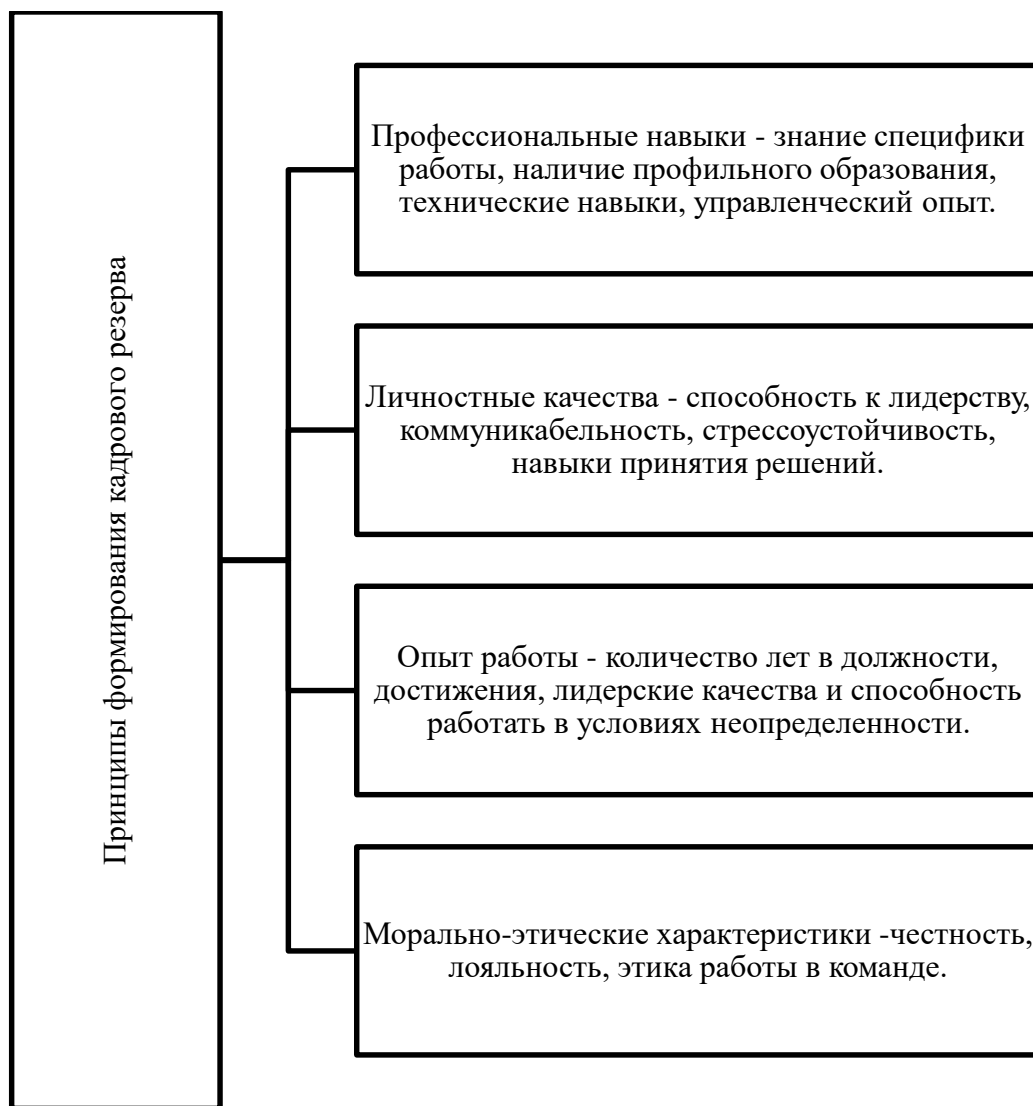 Принципы формирования кадрового резерва
Профессиональные навыки - знание специфики
работы, наличие профильного образования,
технические навыки, управленческий опыт.
Личностные качества - способность к лидерству,
коммуникабельность, стрессоустойчивость,
навыки принятия решений.
Опыт работы - количество лет в должности,
достижения, лидерские качества и способность
работать в условиях неопределенности.
Морально-этические характеристики -честность,
лояльность, этика работы в команде.